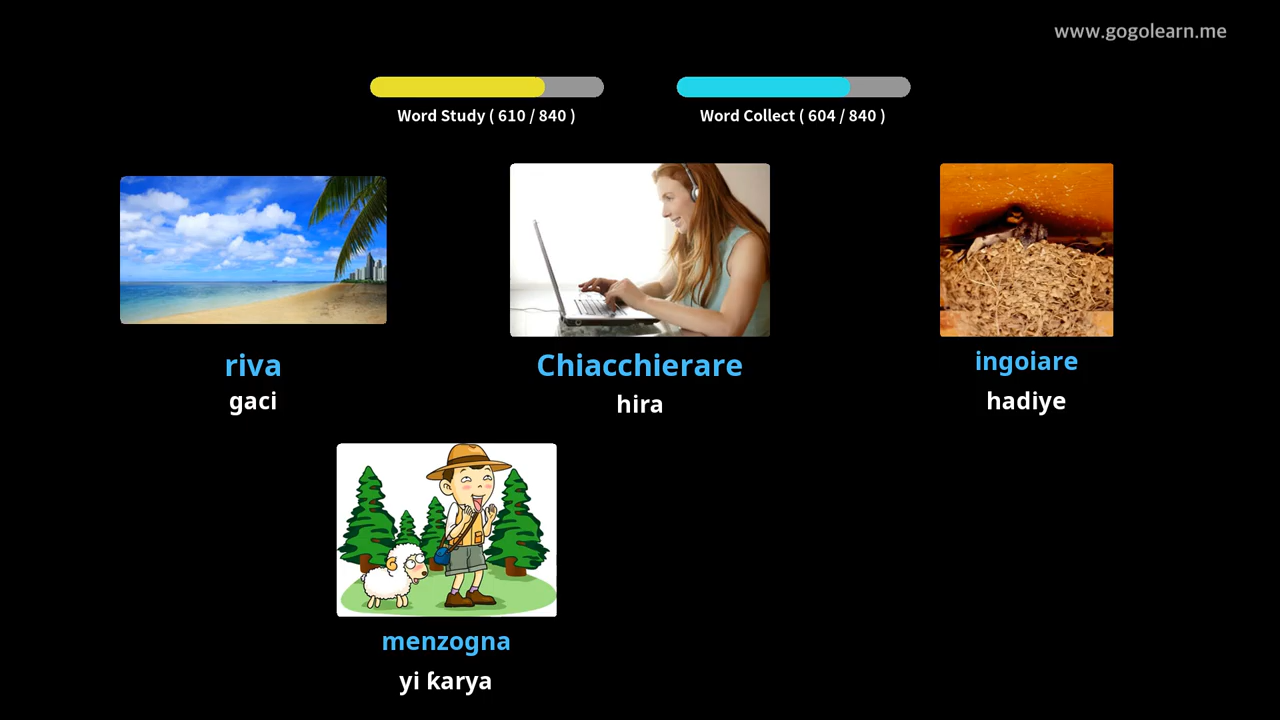 www.gogolearn.me
Word Study ( 610 / 840 )
Word Collect ( 604 / 840 )
riva
gaci
Chiacchierare
hira
ingoiare
hadiye
menzogna
yi ƙarya